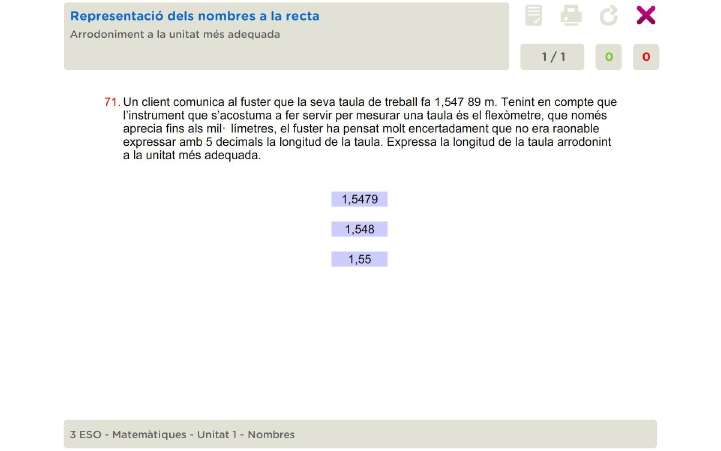 Representació dels nombres a la recta
Arrodoniment a la unitat més adequada
1 / 1
0
0
71. Un client comunica al fuster que la seva taula de treball fa 1,547 89 m. Tenint en compte que
l'instrument que s'acostuma a fer servir per mesurar una taula és el flexòmetre, que només
aprecia fins als mil· límetres, el fuster ha pensat molt encertadament que no era raonable
expressar amb 5 decimals la longitud de la taula. Expressa la longitud de la taula arrodonint
a la unitat més adequada.
1,5479
1,548
1,55
3 ESO - Matemàtiques - Unitat 1 - Nombres